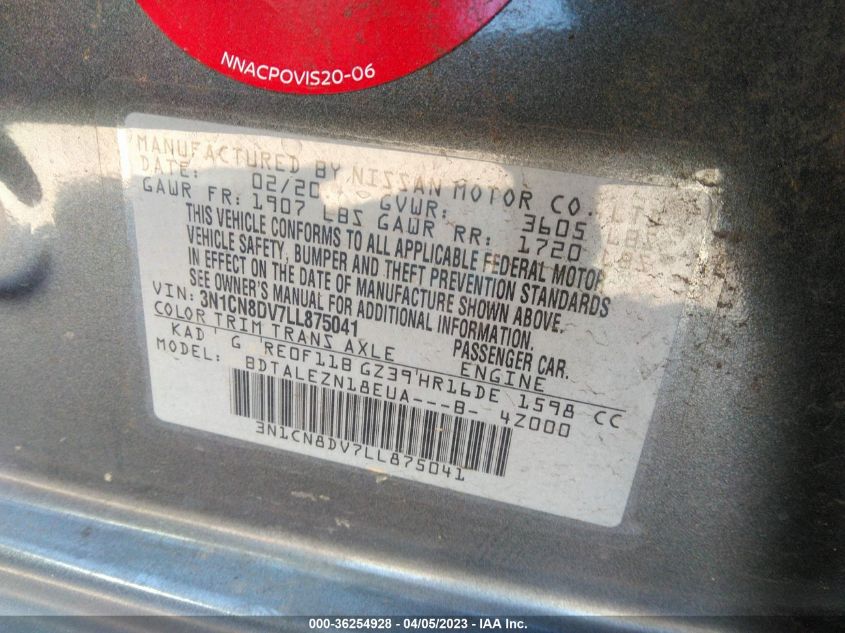 NNACPOVIS20-06
MANUFACTURED BY NISSAN MOTOR CO.
DATE: 02/20 GVWR: 3605 LBS
GAWR FR: 1907 LBS GAWR RR: 1720 LBS
THIS VEHICLE CONFORMS TO ALL APPLICABLE FEDERAL MOTOR
VEHICLE SAFETY, BUMPER AND THEFT PREVENTION STANDARDS
IN EFFECT ON THE DATE OF MANUFACTURE SHOWN ABOVE.
SEE OWNER'S MANUAL FOR ADDITIONAL INFORMATION.
VIN: 3N1CN8DV7LL875041 PASSENGER CAR.
COLOR TRIM TRANS AXLE ENGINE
KAD G RE0F11B GZ39 HR16DE 1598 CC
MODEL: BDTALEZN18EUA---B- 4Z000
3N1CN8DV7LL875041
000-36254928 - 04/05/2023 - IAA Inc.